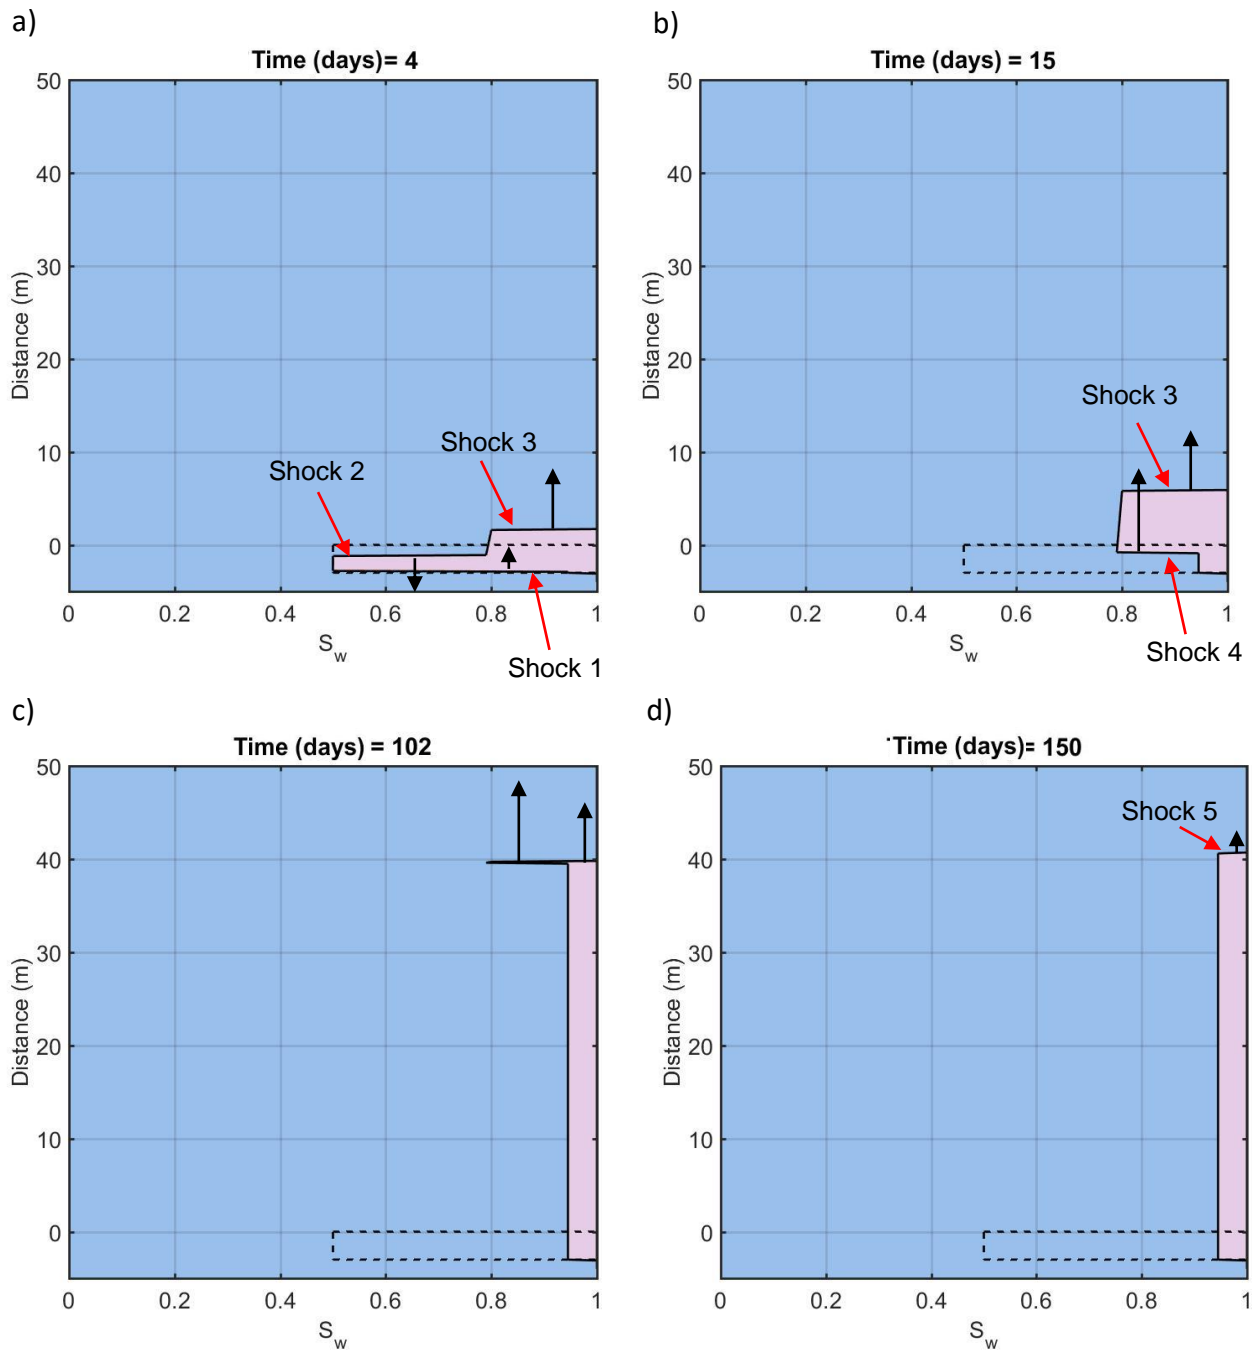 a)
Time (days)= 4
50
40
30
20
10
0
Distance (m)
Shock 3
Shock 2
0 0.2 0.4 0.6 0.8 1
S_w
Shock 1
b)
Time (days) = 15
50
40
30
20
10
0
Distance (m)
Shock 3
0 0.2 0.4 0.6 0.8 1
S_w
Shock 4
c)
Time (days) = 102
50
40
30
20
10
0
Distance (m)
0 0.2 0.4 0.6 0.8 1
S_w
d)
Time (days)= 150
50
40
30
20
10
0
Distance (m)
Shock 5
0 0.2 0.4 0.6 0.8 1
S_w